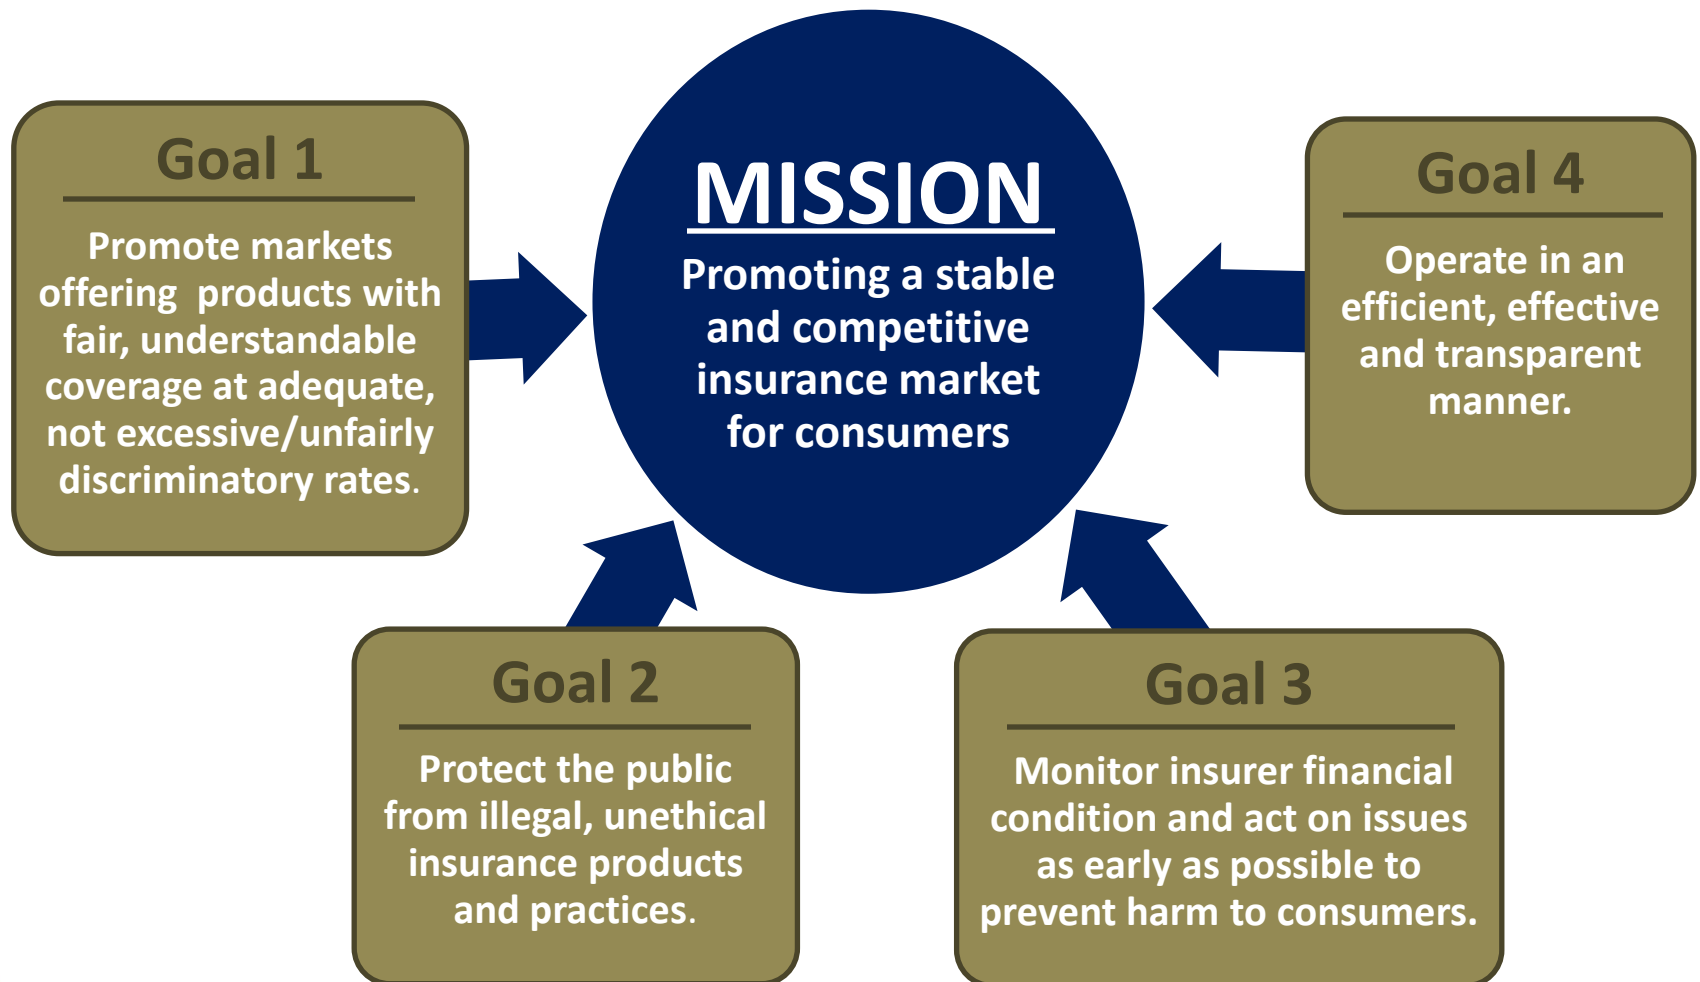 Goal 1
Promote markets
offering  products with
fair, understandable
coverage at adequate,
not excessive/unfairly
discriminatory rates.
MISSION
Promoting a stable
and competitive
insurance market
for consumers
Goal 4
Operate in an
efficient, effective
and transparent
manner.
Goal 2
Protect the public
from illegal, unethical
insurance products
and practices.
Goal 3
Monitor insurer financial
condition and act on issues
as early as possible to
prevent harm to consumers.